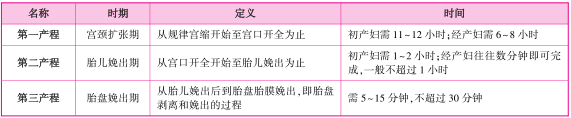 名称 时期 定义 时间
第一产程 宫颈扩张期 从规律宫缩开始至宫口开全为止 初产妇需 11~12 小时;经产妇需 6~8 小时
第二产程 胎儿娩出期 从宫口开全开始至胎儿娩出为止 初产妇需 1~2 小时;经产妇往往数分钟即可完
成,一般不超过 1 小时
第三产程 胎盘娩出期 从胎儿娩出后到胎盘胎膜娩出,即胎盘
剥离和娩出的过程 需 5~15 分钟,不超过 30 分钟